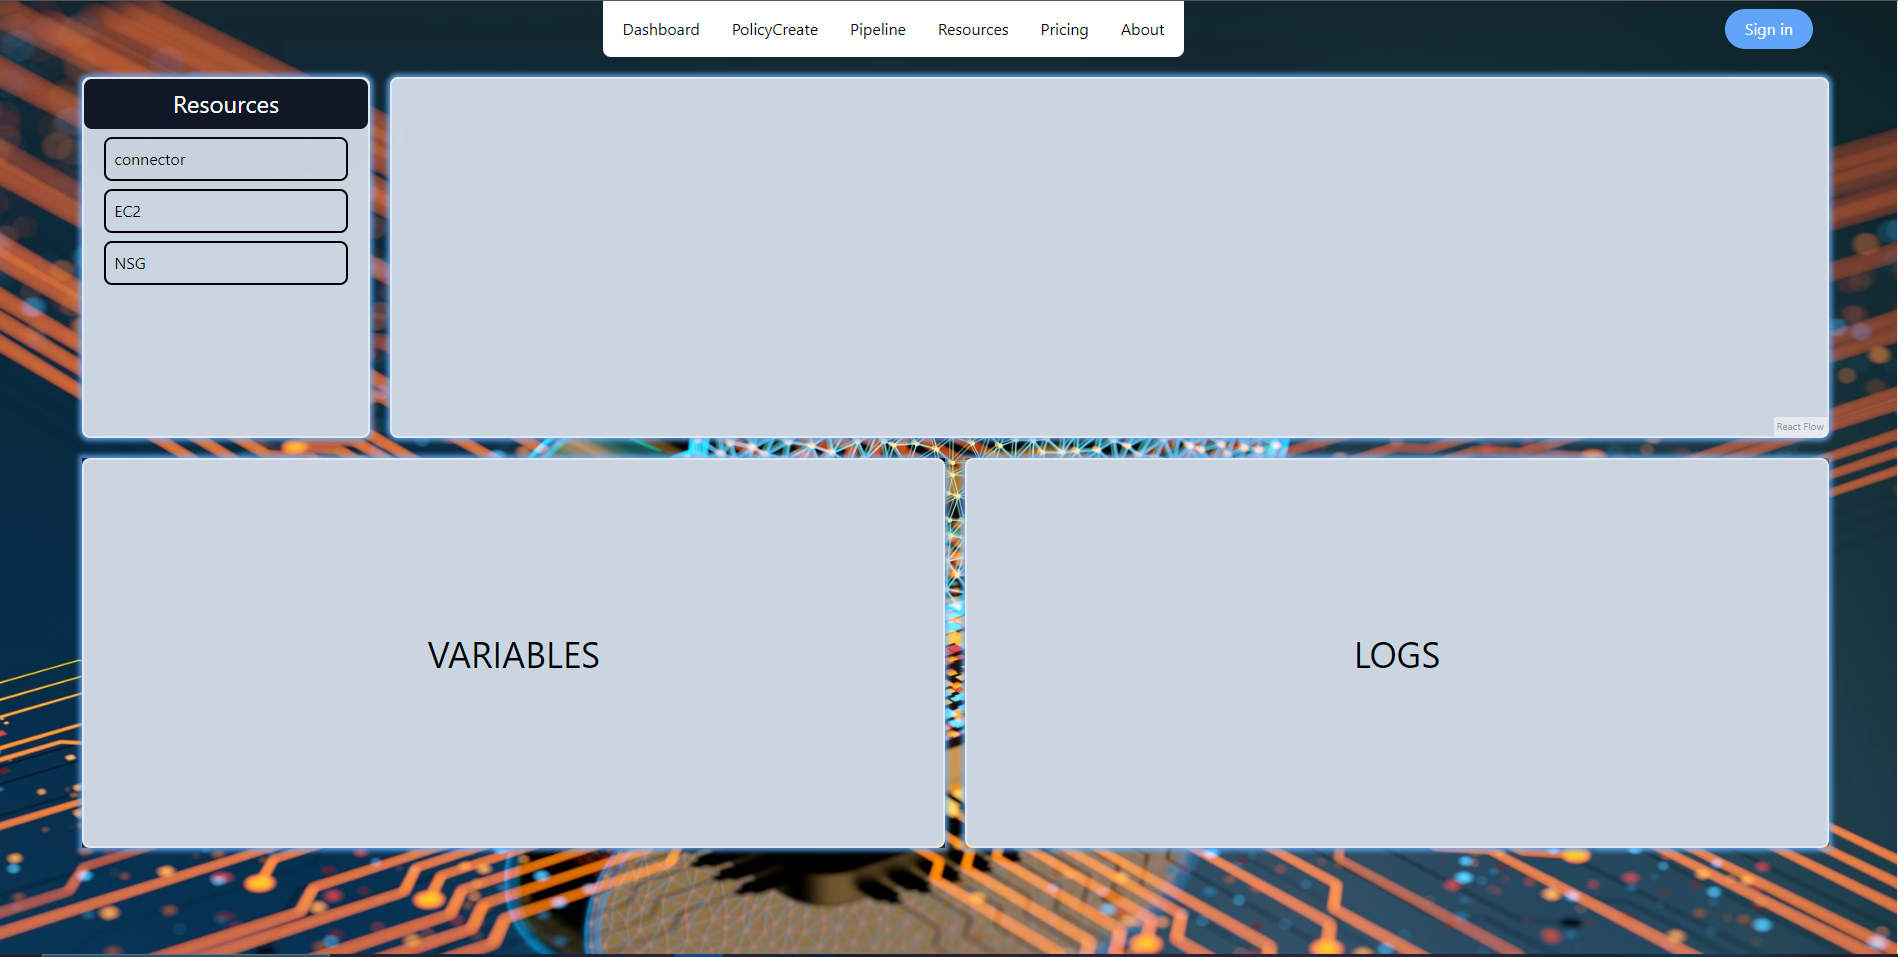 Dashboard PolicyCreate Pipeline Resources Pricing About Sign in
Resources
connector
EC2
NSG
React Flow
VARIABLES LOGS